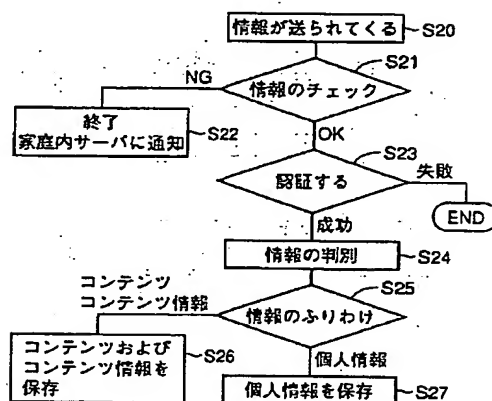 情報が送られてくる
S20
S21
NG
情報のチェック
終了
家庭内サーバに通知
S22
OK
S23
認証する
失敗
END
成功
情報の判別
S24
コンテンツ
コンテンツ情報
S25
情報のふりわけ
コンテンツおよび
コンテンツ情報を
保存
S26
個人情報
個人情報を保存
S27